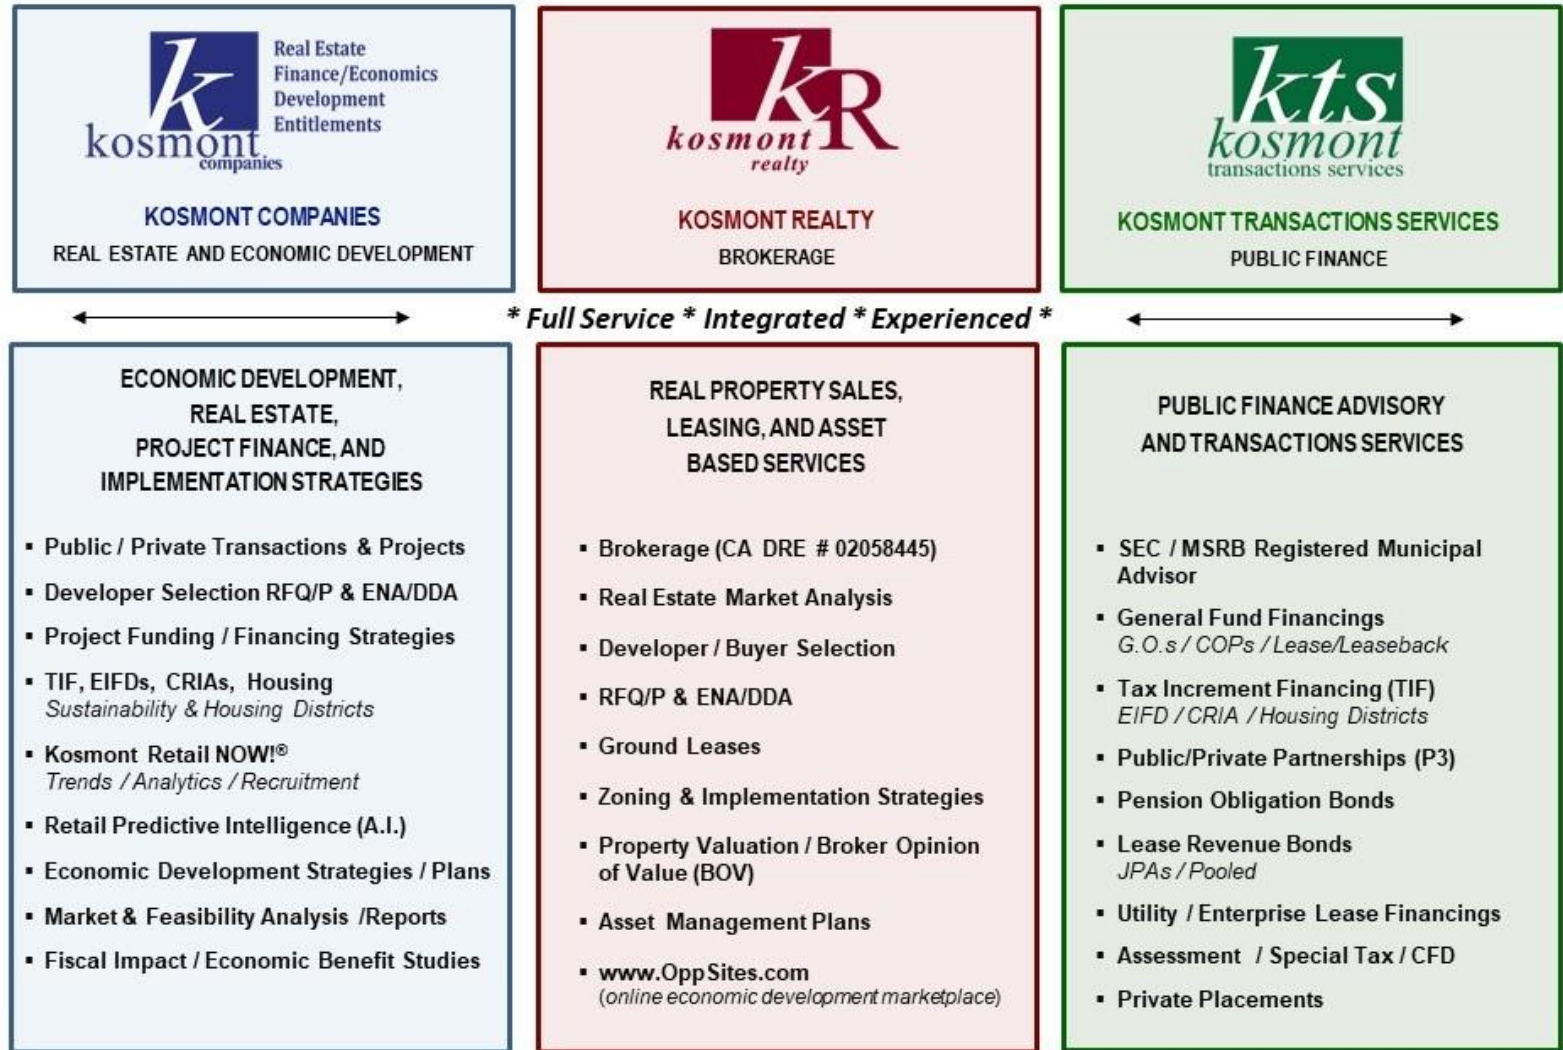 k
kosmont
companies
Real Estate
Finance/Economics
Development
Entitlements
KOSMONT COMPANIES
REAL ESTATE AND ECONOMIC DEVELOPMENT
kR
kosmont
realty
KOSMONT REALTY
BROKERAGE
kts
kosmont
transactions services
KOSMONT TRANSACTIONS SERVICES
PUBLIC FINANCE
* Full Service * Integrated * Experienced *
ECONOMIC DEVELOPMENT,
REAL ESTATE,
PROJECT FINANCE, AND
IMPLEMENTATION STRATEGIES
▪ Public / Private Transactions & Projects
▪ Developer Selection RFQ/P & ENA/DDA
▪ Project Funding / Financing Strategies
▪ TIF, EIFDs, CRIAs, Housing
Sustainability & Housing Districts
▪ Kosmont Retail NOW!®
Trends / Analytics / Recruitment
▪ Retail Predictive Intelligence (A.I.)
▪ Economic Development Strategies / Plans
▪ Market & Feasibility Analysis /Reports
▪ Fiscal Impact / Economic Benefit Studies
REAL PROPERTY SALES,
LEASING, AND ASSET
BASED SERVICES
▪ Brokerage (CA DRE # 02058445)
▪ Real Estate Market Analysis
▪ Developer / Buyer Selection
▪ RFQ/P & ENA/DDA
▪ Ground Leases
▪ Zoning & Implementation Strategies
▪ Property Valuation / Broker Opinion
of Value (BOV)
▪ Asset Management Plans
▪ www.OppSites.com
(online economic development marketplace)
PUBLIC FINANCE ADVISORY
AND TRANSACTIONS SERVICES
▪ SEC / MSRB Registered Municipal
Advisor
▪ General Fund Financings
G.O.s / COPs / Lease/Leaseback
▪ Tax Increment Financing (TIF)
EIFD / CRIA / Housing Districts
▪ Public/Private Partnerships (P3)
▪ Pension Obligation Bonds
▪ Lease Revenue Bonds
JPAs / Pooled
▪ Utility / Enterprise Lease Financings
▪ Assessment / Special Tax / CFD
▪ Private Placements